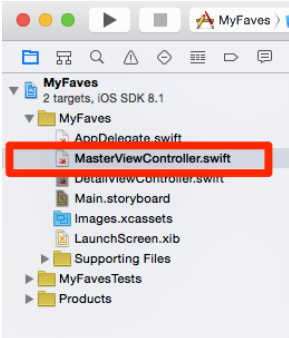 MyFaves
MyFaves
2 targets, iOS SDK 8.1
MyFaves
AppDelegate.swift
MasterViewController.swift
DetailViewController.swift
Main.storyboard
Images.xcassets
LaunchScreen.xib
Supporting Files
MyFavesTests
Products